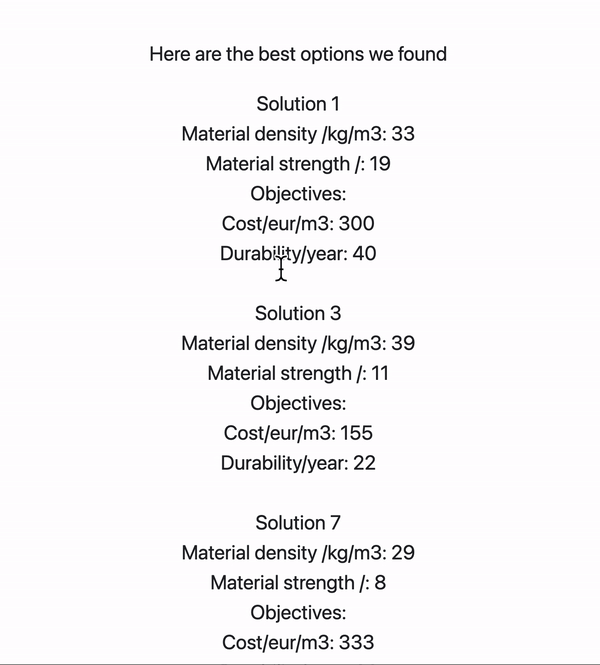 Here are the best options we found
Solution 1
Material density /kg/m3: 33
Material strength /: 19
Objectives:
Cost/eur/m3: 300
Durability/year: 40
Solution 3
Material density /kg/m3: 39
Material strength /: 11
Objectives:
Cost/eur/m3: 155
Durability/year: 22
Solution 7
Material density /kg/m3: 29
Material strength /: 8
Objectives:
Cost/eur/m3: 333